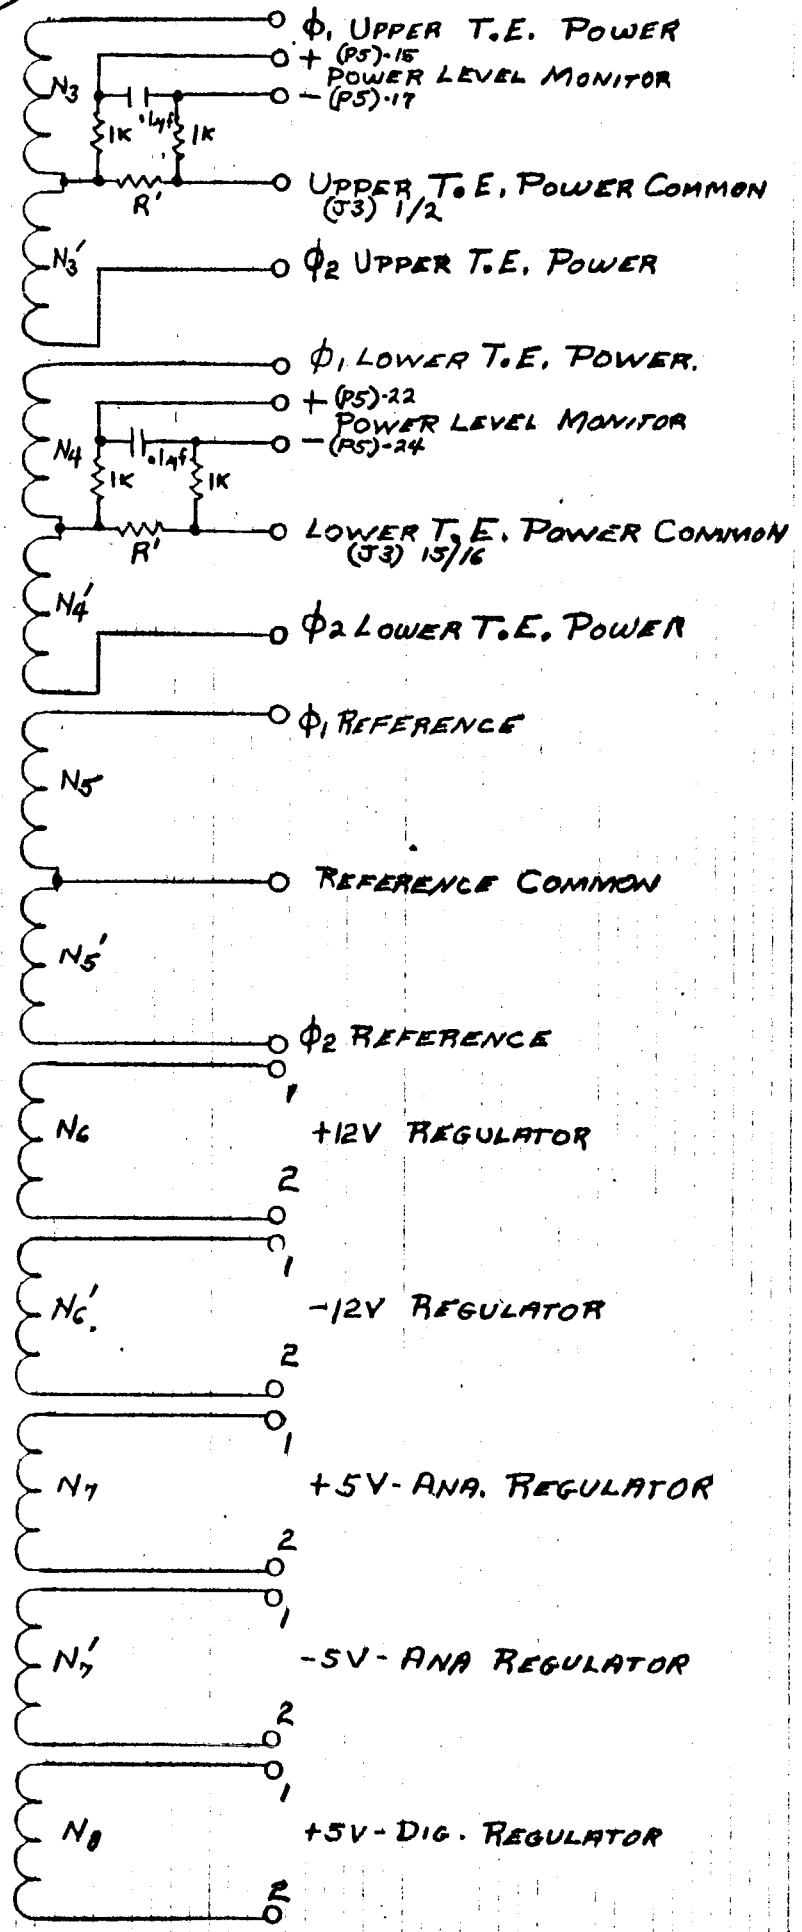 ϕ1 UPPER T.E. POWER
+ (P5)-15
N3
POWER LEVEL MONITOR
.1μf
- (P5)-17
1K
1K
UPPER T.E. POWER COMMON
R'
(J3) 1/2
N3'
ϕ2 UPPER T.E. POWER
ϕ1 LOWER T.E. POWER.
+ (P5)-22
POWER LEVEL MONITOR
N4
.1μf
- (P5)-24
1K
1K
LOWER T.E. POWER COMMON
R'
(J3) 15/16
N4'
ϕ2 LOWER T.E. POWER
ϕ1 REFERENCE
N5
REFERENCE COMMON
N5'
ϕ2 REFERENCE
1
N6
+12V REGULATOR
2
1
N6'
-12V REGULATOR
2
1
N7
+5V-ANA. REGULATOR
2
1
N7'
-5V-ANA REGULATOR
2
1
N8
+5V-DIG. REGULATOR
2